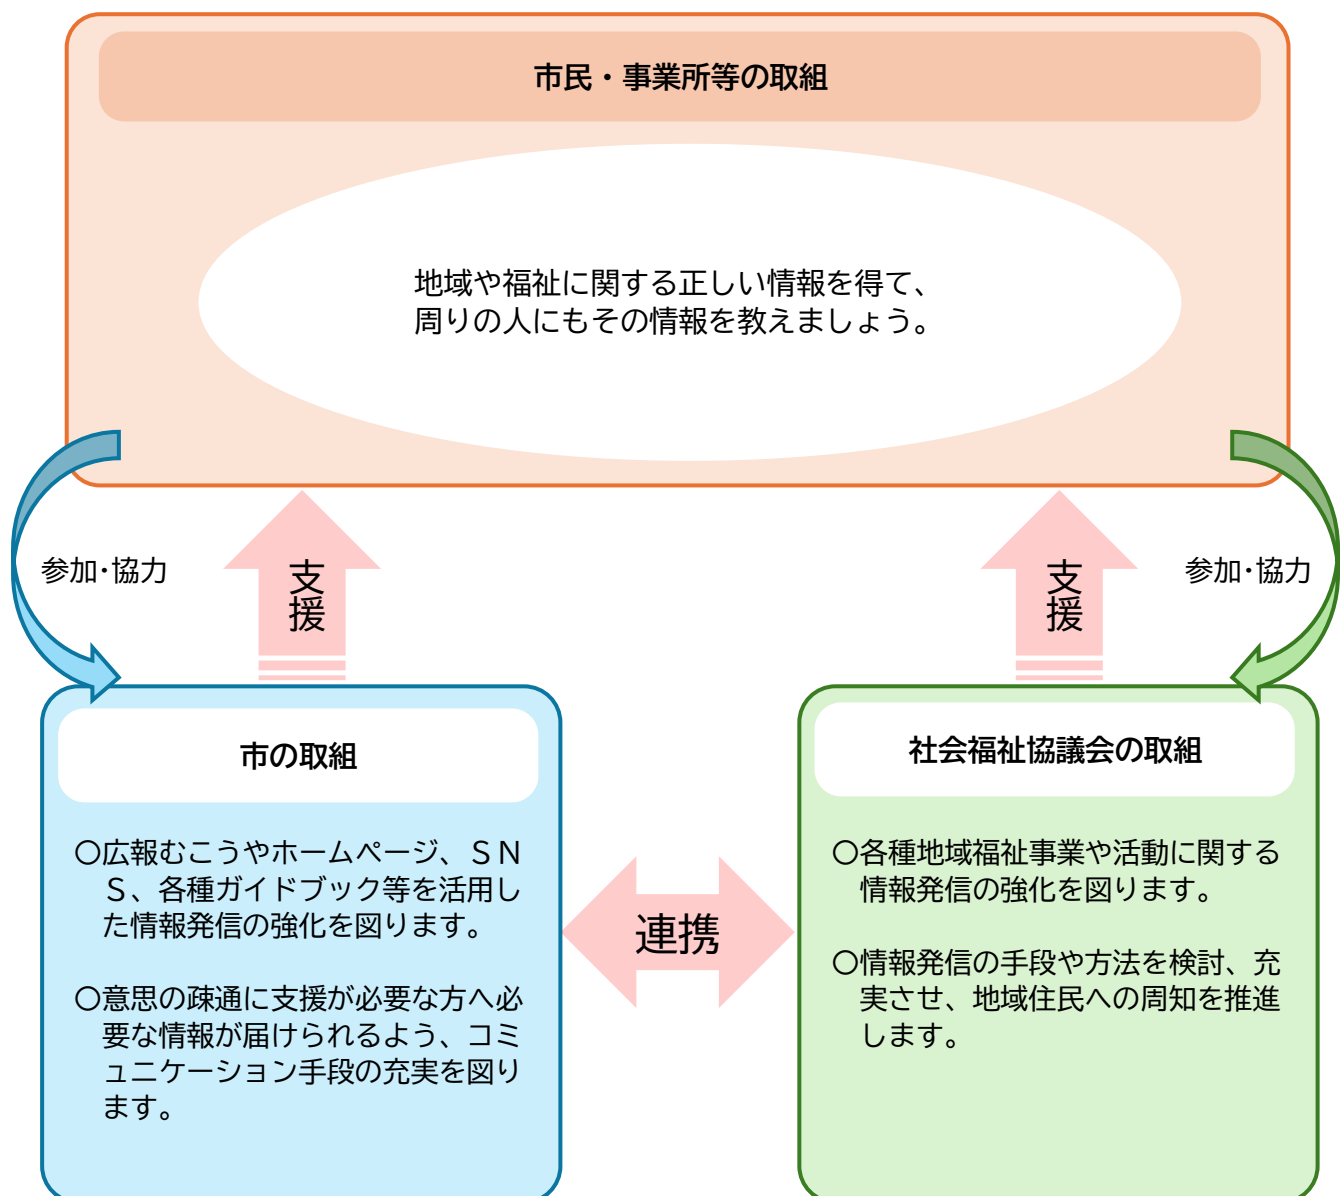 市民・事業所等の取組
地域や福祉に関する正しい情報を得て、
周りの人にもその情報を教えましょう。
参加･協力
支援
支援
参加･協力
市の取組
〇広報むこうやホームページ、ＳＮ
Ｓ、各種ガイドブック等を活用し
た情報発信の強化を図ります。
〇意思の疎通に支援が必要な方へ必
要な情報が届けられるよう、コミ
ュニケーション手段の充実を図り
ます。
連携
社会福祉協議会の取組
〇各種地域福祉事業や活動に関する
情報発信の強化を図ります。
〇情報発信の手段や方法を検討、充
実させ、地域住民への周知を推進
します。